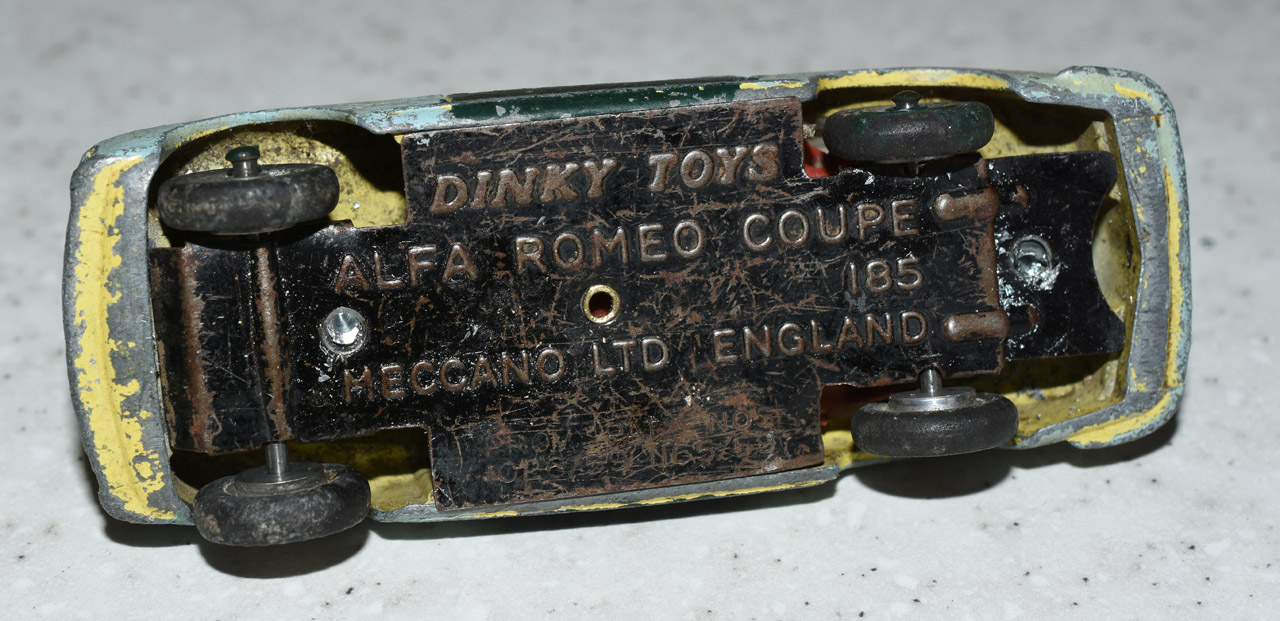 DINKY TOYS
ALFA ROMEO COUPE
185
MECCANO LTD ENGLAND